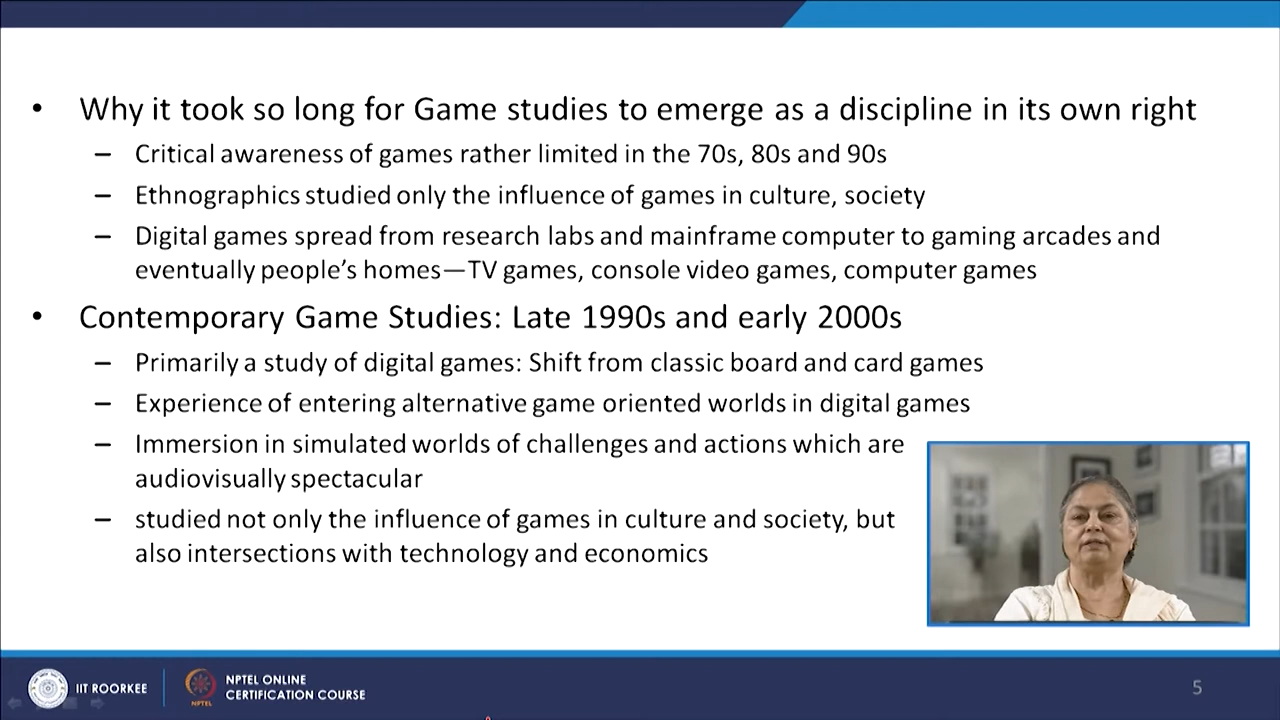 • Why it took so long for Game studies to emerge as a discipline in its own right
– Critical awareness of games rather limited in the 70s, 80s and 90s
– Ethnographics studied only the influence of games in culture, society
– Digital games spread from research labs and mainframe computer to gaming arcades and
eventually people's homes—TV games, console video games, computer games
• Contemporary Game Studies: Late 1990s and early 2000s
– Primarily a study of digital games: Shift from classic board and card games
– Experience of entering alternative game oriented worlds in digital games
– Immersion in simulated worlds of challenges and actions which are
audiovisually spectacular
– studied not only the influence of games in culture and society, but
also intersections with technology and economics
IIT ROORKEE
NPTEL
NPTEL ONLINE
CERTIFICATION COURSE
5